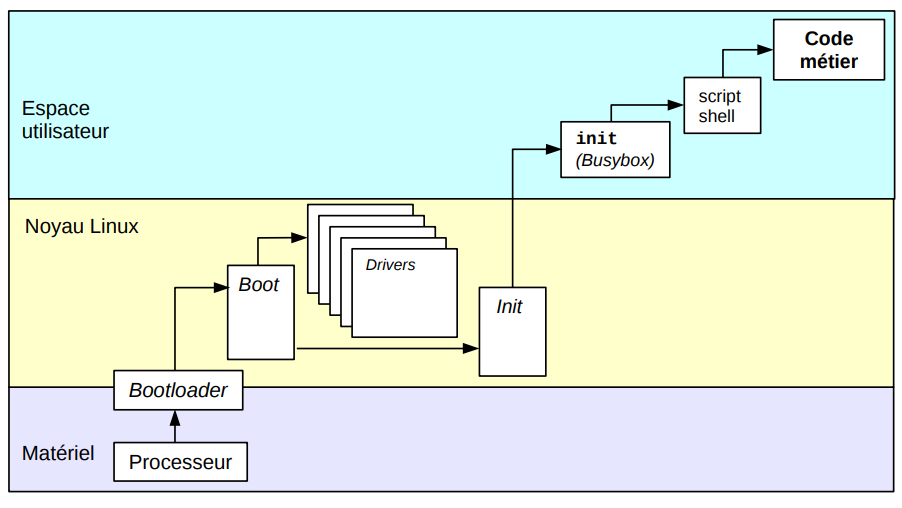 Code
métier
script
shell
Espace
utilisateur
init
(Busybox)
Noyau Linux
Drivers
Boot
Init
Bootloader
Matériel
Processeur